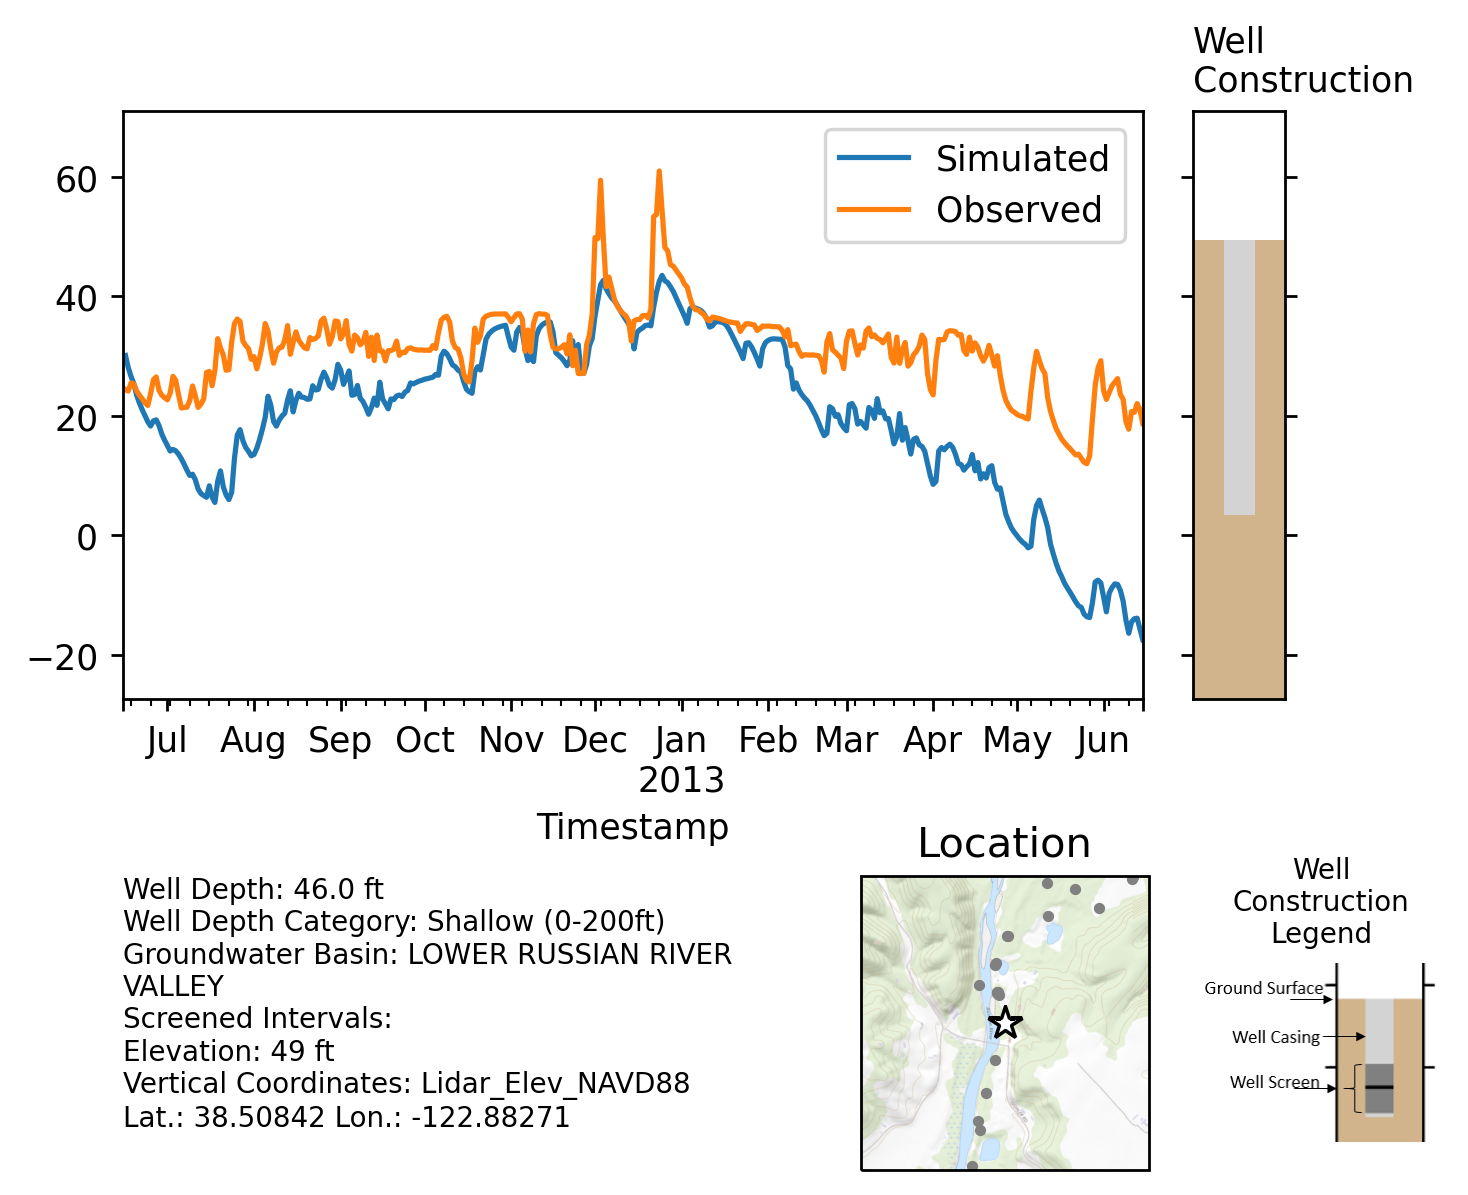 Well
Construction
Simulated
Observed
60
40
20
0
−20
Jul Aug Sep Oct Nov Dec Jan Feb Mar Apr May Jun
2013
Timestamp
Well Depth: 46.0 ft
Well Depth Category: Shallow (0-200ft)
Groundwater Basin: LOWER RUSSIAN RIVER
VALLEY
Screened Intervals:
Elevation: 49 ft
Vertical Coordinates: Lidar_Elev_NAVD88
Lat.: 38.50842 Lon.: -122.88271
Location
Well
Construction
Legend
Ground Surface
Well Casing
Well Screen